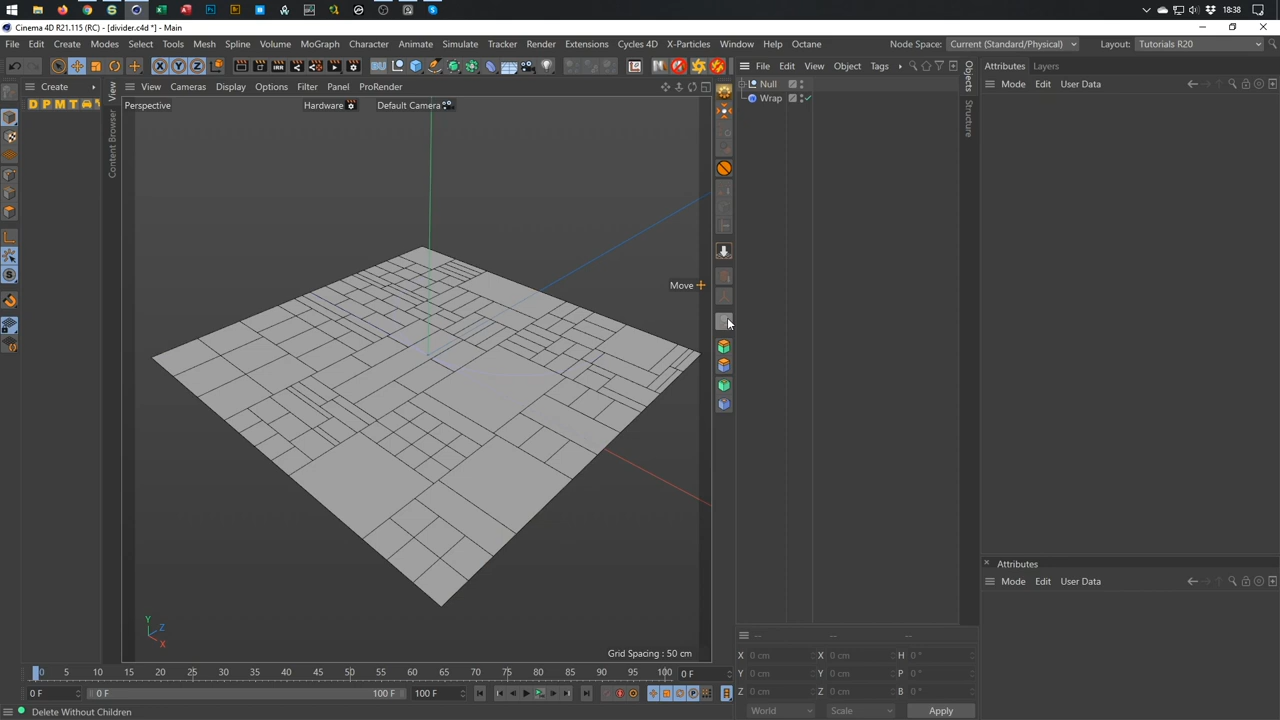 18:38
Cinema 4D R21.115 (RC) - [divider.c4d *] - Main
File Edit Create Modes Select Tools Mesh Spline Volume MoGraph Character Animate Simulate Tracker Render Extensions Cycles 4D X-Particles Window Help Octane Node Space: Current (Standard/Physical) Layout: Tutorials R20
X Y Z
Create View Cameras Display Options Filter Panel ProRender
File Edit View Object Tags
Attributes Layers
D P M T
Perspective Hardware Default Camera
Null
Mode Edit User Data
Wrap
View
Content Browser
Objects
Structure
Move
Attributes
Mode Edit User Data
Y
Z
X
Grid Spacing : 50 cm
-- -- --
X 0 cm X 0 cm H 0 °
Y 0 cm Y 0 cm P 0 °
Z 0 cm Z 0 cm B 0 °
0 5 10 15 20 25 30 35 40 45 50 55 60 65 70 75 80 85 90 95 100 0 F
0 F 0 F 100 F 100 F
World Scale Apply
Delete Without Children